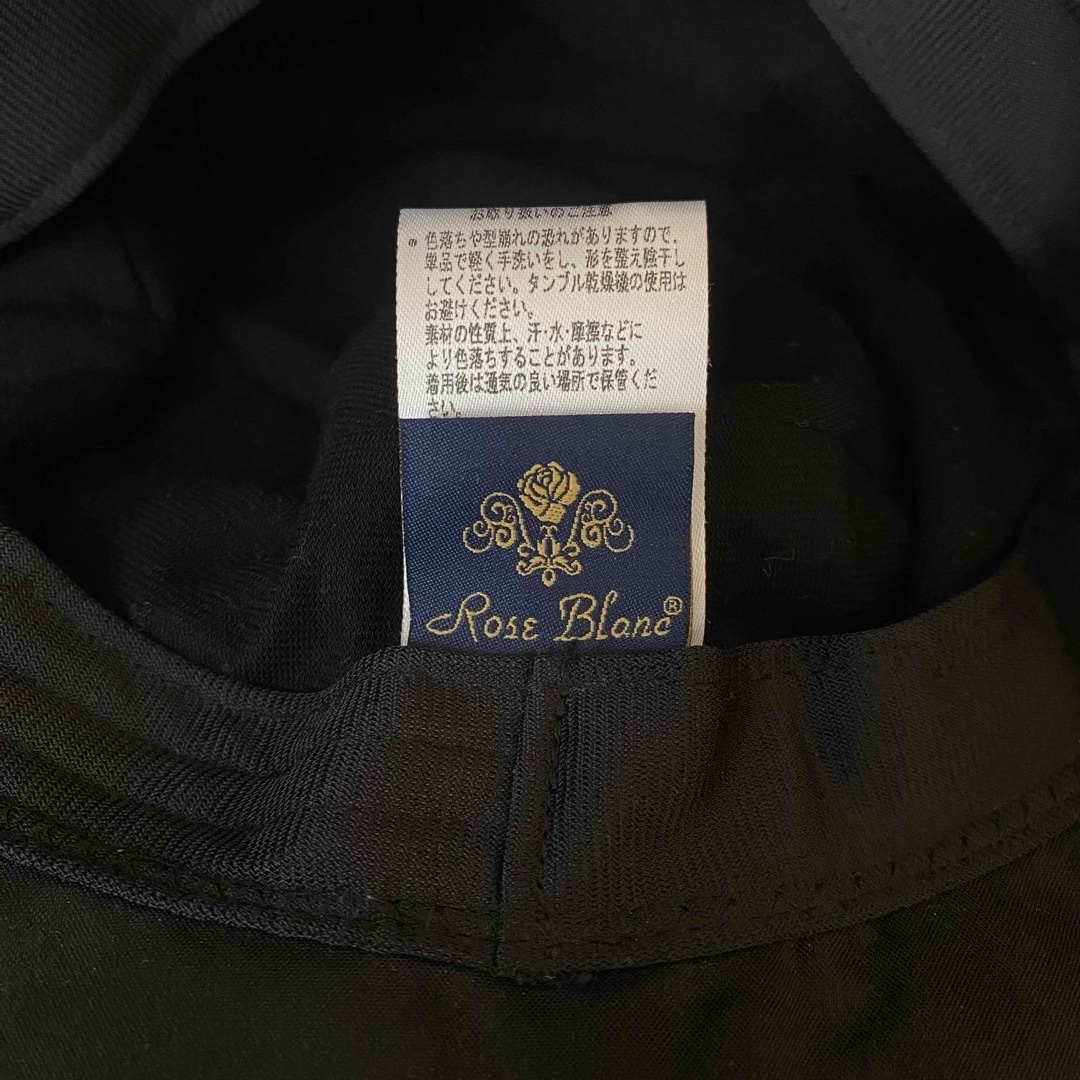 お取り扱いのご注意
* 色落ちや型崩れの恐れがありますので、
単品で軽く手洗いをし、形を整え陰干し
してください。タンブル乾燥機の使用は
お避けください。
素材の性質上、汗・水・摩擦などに
より色落ちすることがあります。
着用後は通気の良い場所で保管くだ
さい。
Rose Blanc®